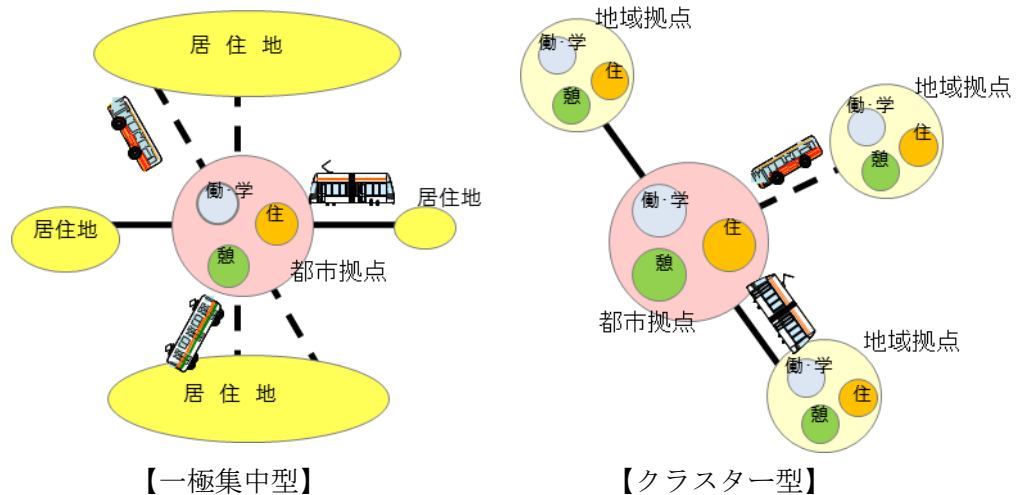 居 住 地
働・学
住
憩
都市拠点
居住地
居住地
居 住 地
【一極集中型】
地域拠点
働・学
住
憩
地域拠点
働・学
住
憩
働・学
住
憩
都市拠点
地域拠点
働・学
住
憩
【クラスター型】